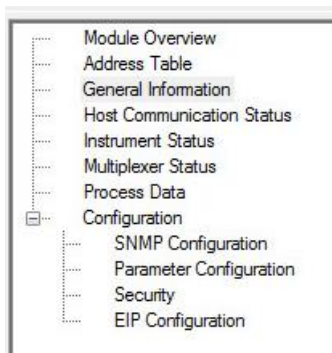 Module Overview
Address Table
General Information
Host Communication Status
Instrument Status
Multiplexer Status
Process Data
Configuration
SNMP Configuration
Parameter Configuration
Security
EIP Configuration